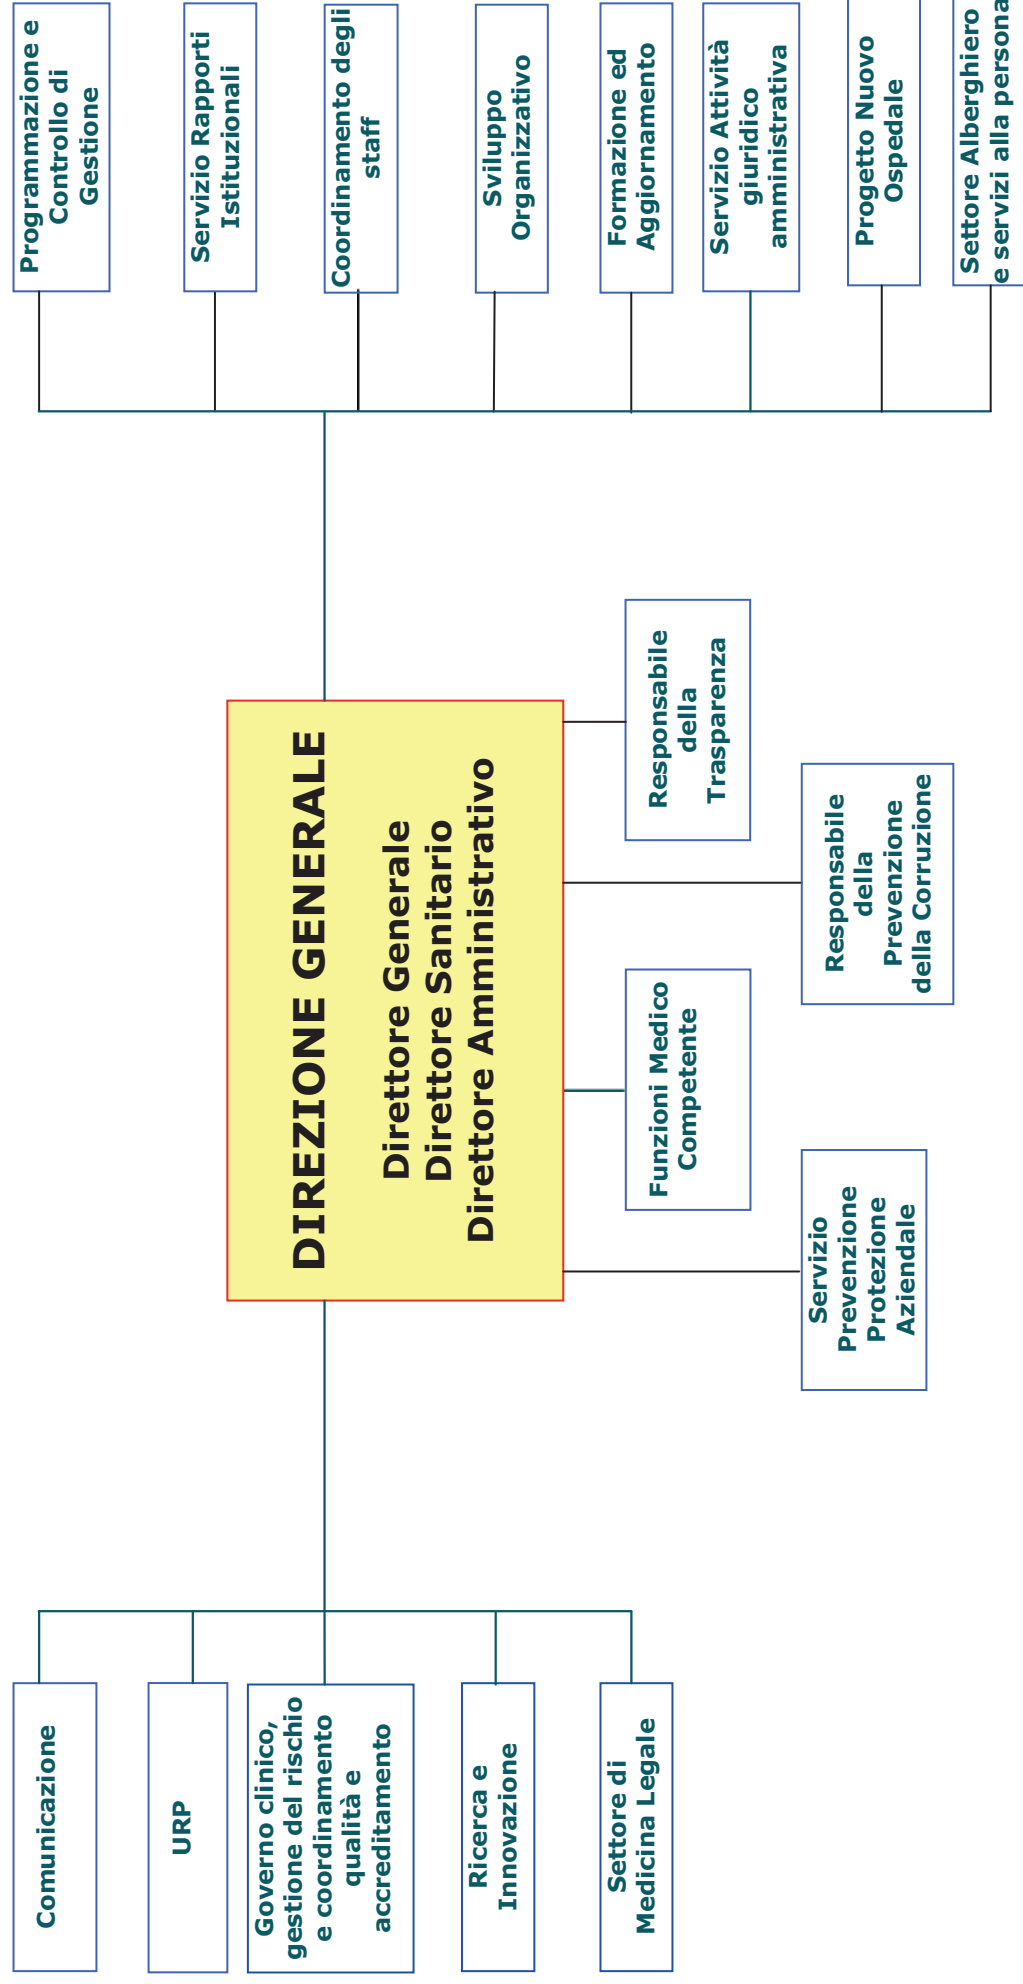 Comunicazione
URP
Governo clinico,
gestione del rischio
e coordinamento
qualità e
accreditamento
Ricerca e
Innovazione
Settore di
Medicina Legale
DIREZIONE GENERALE
Direttore Generale
Direttore Sanitario
Direttore Amministrativo
Servizio
Prevenzione
Protezione
Aziendale
Funzioni Medico
Competente
Responsabile
della
Prevenzione
della Corruzione
Responsabile
della
Trasparenza
Programmazione e
Controllo di
Gestione
Servizio Rapporti
Istituzionali
Coordinamento degli
staff
Sviluppo
Organizzativo
Formazione ed
Aggiornamento
Servizio Attività
giuridico
amministrativa
Progetto Nuovo
Ospedale
Settore Alberghiero
e servizi alla persona